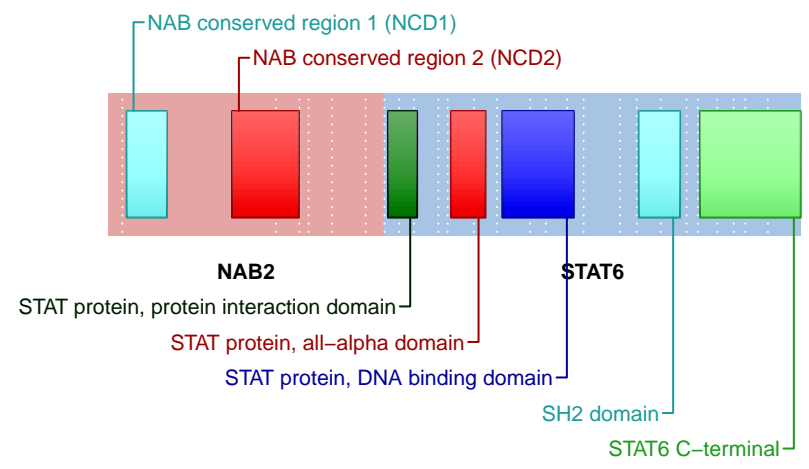 NAB conserved region 1 (NCD1)
NAB conserved region 2 (NCD2)
NAB2 STAT6
STAT protein, protein interaction domain
STAT protein, all−alpha domain
STAT protein, DNA binding domain
SH2 domain
STAT6 C−terminal